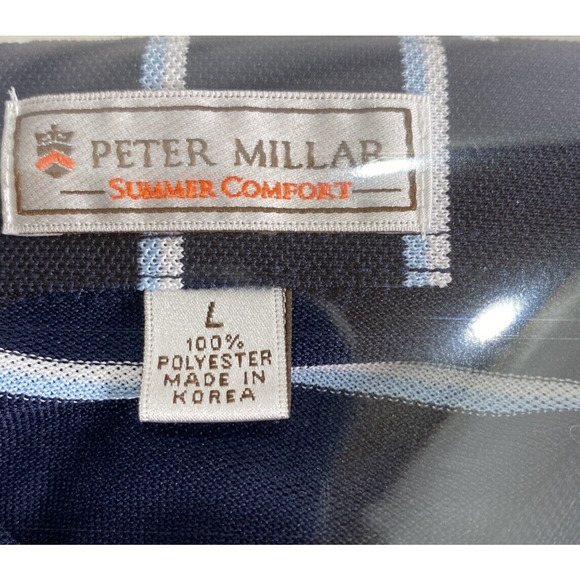 PETER MILLAR
SUMMER COMFORT
L
100%
POLYESTER
MADE IN
KOREA